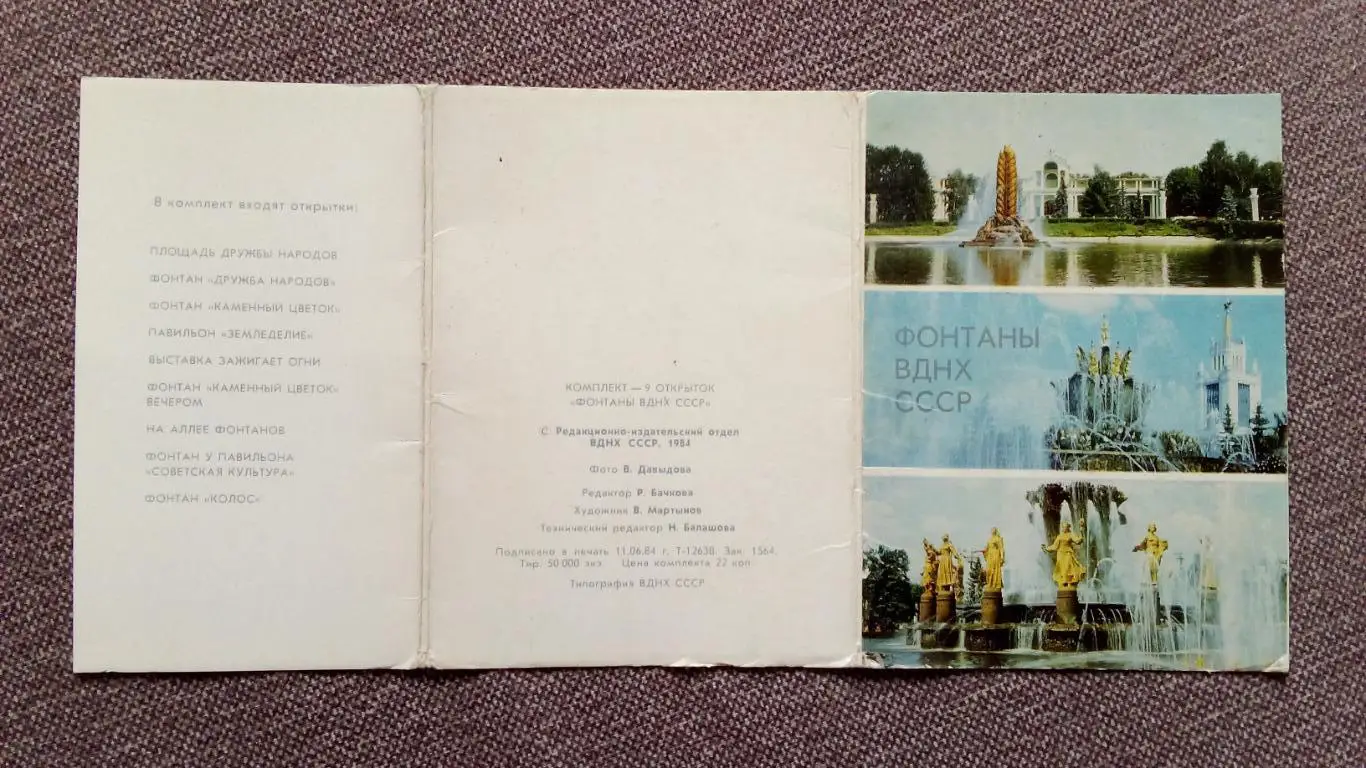 В комплект входят открытки:
ПЛОЩАДЬ ДРУЖБЫ НАРОДОВ
ФОНТАН «ДРУЖБА НАРОДОВ»
ФОНТАН «КАМЕННЫЙ ЦВЕТОК»
ПАВИЛЬОН «ЗЕМЛЕДЕЛИЕ»
ВЫСТАВКА ЗАЖИГАЕТ ОГНИ
ФОНТАН «КАМЕННЫЙ ЦВЕТОК»
ВЕЧЕРОМ
НА АЛЛЕЕ ФОНТАНОВ
ФОНТАН У ПАВИЛЬОНА
«СОВЕТСКАЯ КУЛЬТУРА»
ФОНТАН «КОЛОС»
КОМПЛЕКТ — 9 ОТКРЫТОК
«ФОНТАНЫ ВДНХ СССР»
С Редакционно-издательский отдел
ВДНХ СССР, 1984
Фото В. Давыдова
Редактор Р. Бачкова
Художник В. Мартынов
Технический редактор Н. Балашова
Подписано в печать 11.06.84 г. Т-12630. Зак. 1564.
Тир. 50 000 экз. Цена комплекта 22 коп.
Типография ВДНХ СССР
ФОНТАНЫ
ВДНХ
СССР